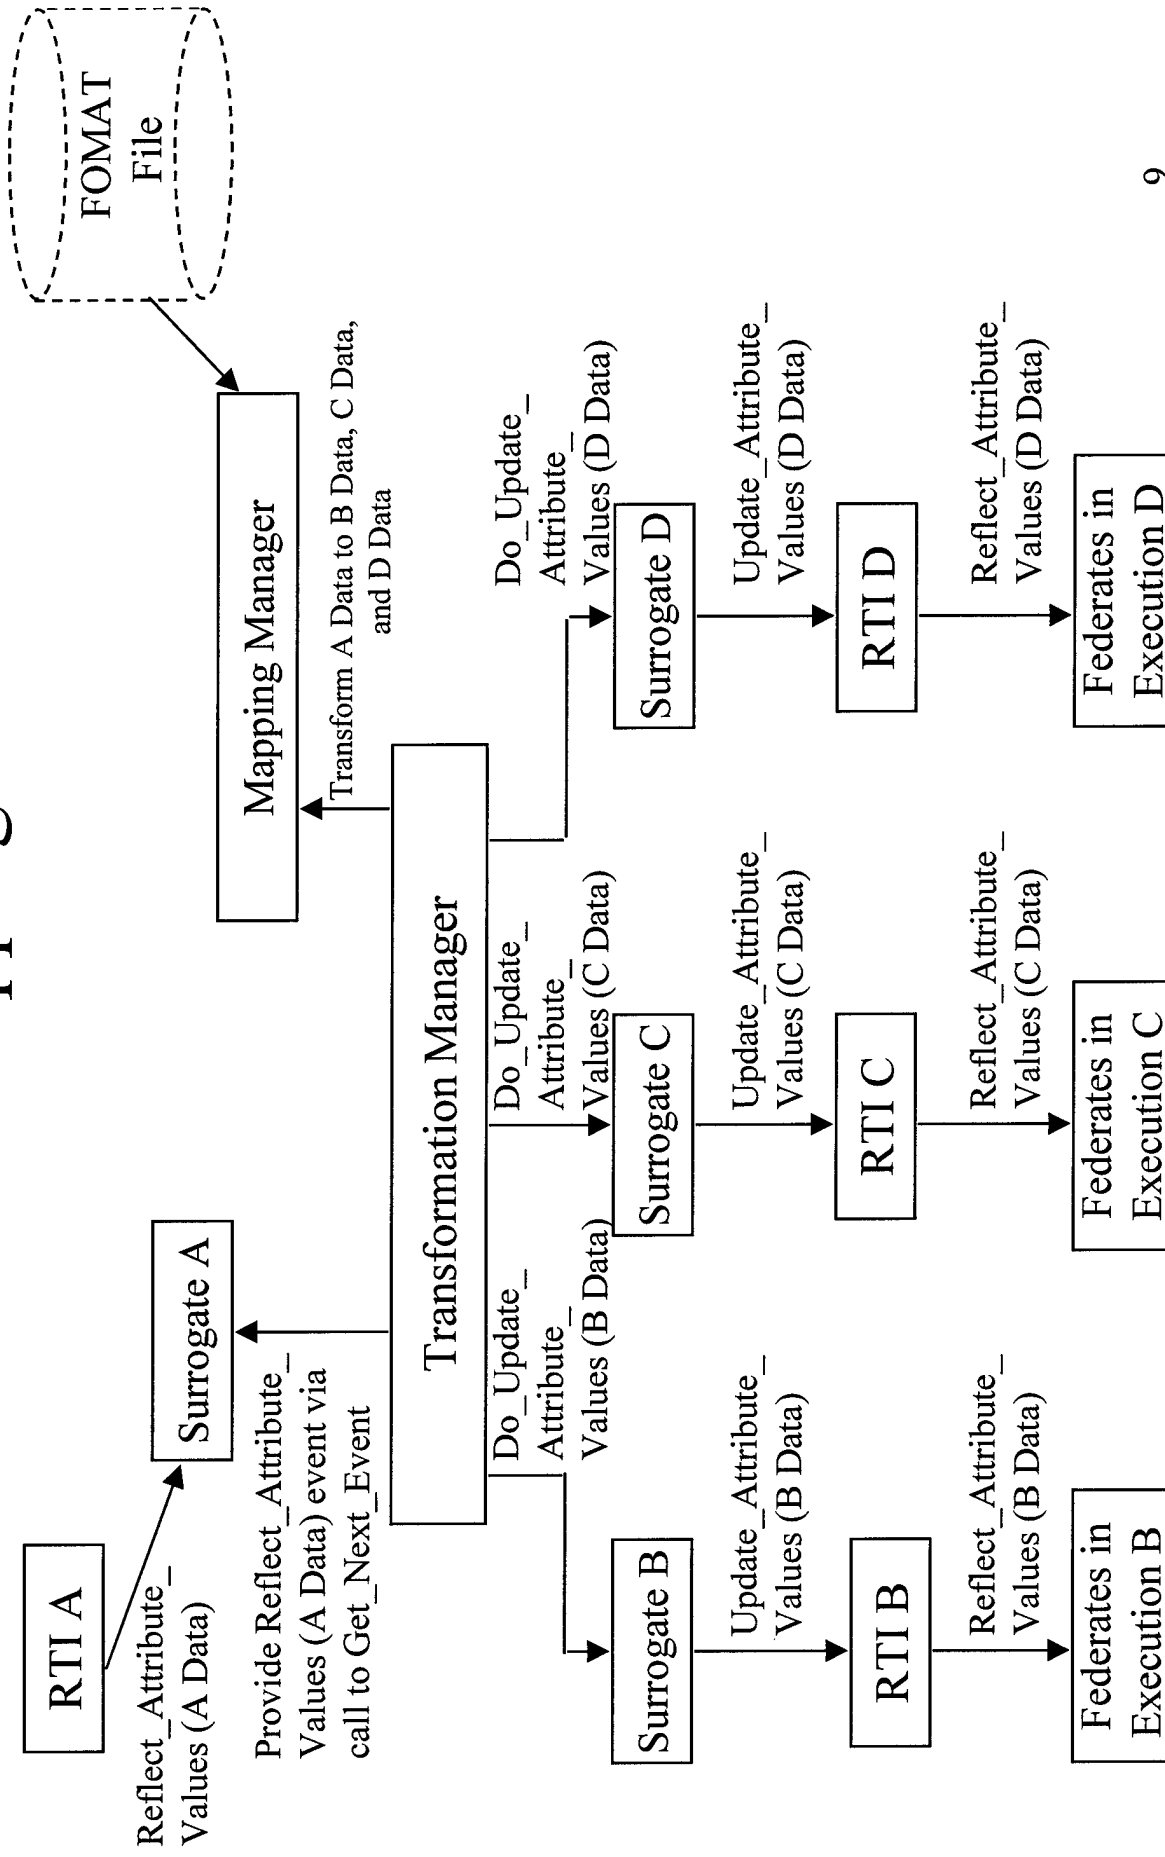 RTI A
Reflect_Attribute_
Values (A Data)
Surrogate A
Provide Reflect_Attribute_
Values (A Data) event via
call to Get_Next_Event
FOMAT
File
Mapping Manager
Transform A Data to B Data, C Data,
and D Data
Transformation Manager
Do_Update_
Attribute_
Values (B Data)
Do_Update_
Attribute_
Values (C Data)
Do_Update_
Attribute_
Values (D Data)
Surrogate B
Surrogate C
Surrogate D
Update_Attribute_
Values (B Data)
Update_Attribute_
Values (C Data)
Update_Attribute_
Values (D Data)
RTI B
RTI C
RTI D
Reflect_Attribute_
Values (B Data)
Reflect_Attribute_
Values (C Data)
Reflect_Attribute_
Values (D Data)
Federates in
Execution B
Federates in
Execution C
Federates in
Execution D
9